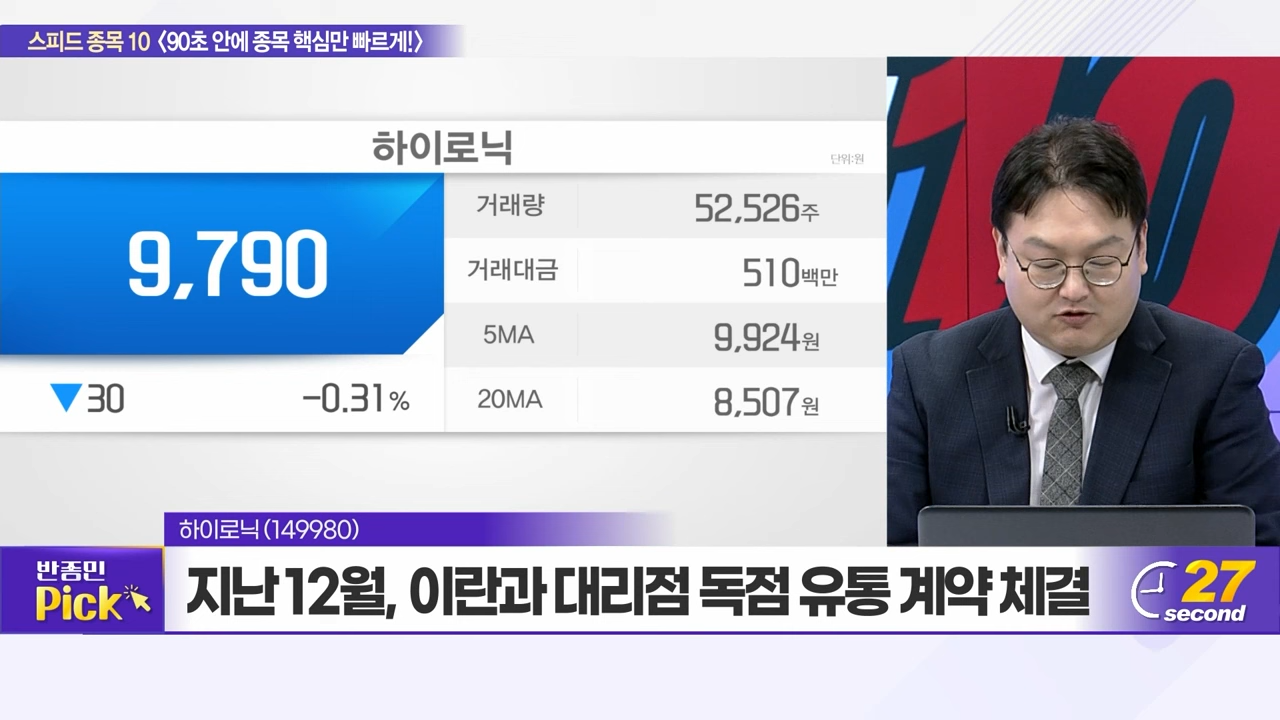 스피드 종목 10 〈90초 안에 종목 핵심만 빠르게!〉
하이로닉
단위:원
9,790
▼30 -0.31%
거래량 52,526주
거래대금 510백만
5MA 9,924원
20MA 8,507원
10
하이로닉(149980)
반종민
Pick
지난 12월, 이란과 대리점 독점 유통 계약 체결
27
second